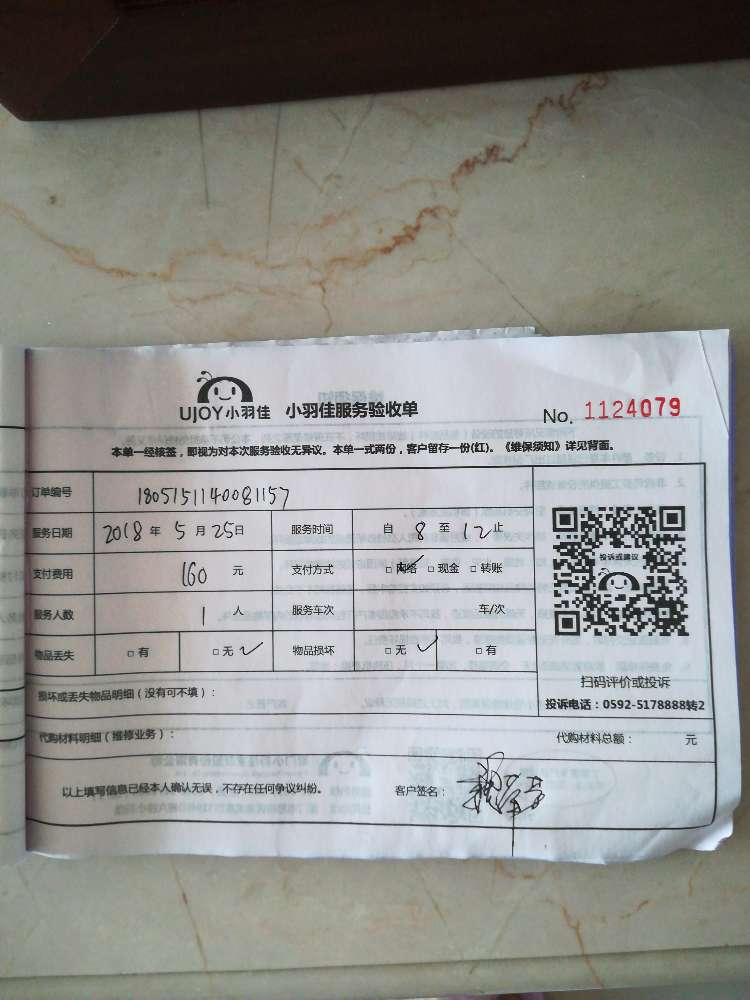 UJOY小羽佳 小羽佳服务验收单 No. 1124079
本单一经核签，即视为对本次服务验收无异议。本单一式两份，客户留存一份(红)。《维保须知》详见背面。
订单编号 1805151140081157
服务日期 2018 年 5 月 25 日 服务时间 自 8 至 12 止
支付费用 160 元 支付方式 □ 网络 ✓ □ 现金 □ 转账
服务人数 1 人 服务车次 车/次
物品丢失 □ 有 □ 无 ✓ 物品损坏 □ 无 ✓ □ 有
投诉或建议
扫码评价或投诉
投诉电话：0592-5178888转2
损坏或丢失物品明细（没有可不填）：
代购材料明细（维修业务）： 代购材料总额： 元
以上填写信息已经本人确认无误，不存在任何争议纠纷。 客户签名：